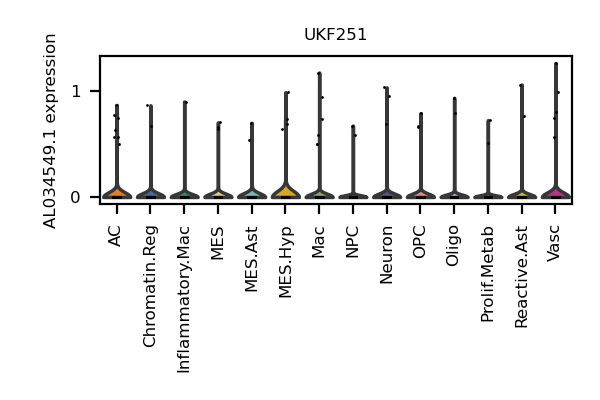 UKF251
AL034549.1 expression
1
0
AC
Chromatin.Reg
Inflammatory.Mac
MES
MES.Ast
MES.Hyp
Mac
NPC
Neuron
OPC
Oligo
Prolif.Metab
Reactive.Ast
Vasc